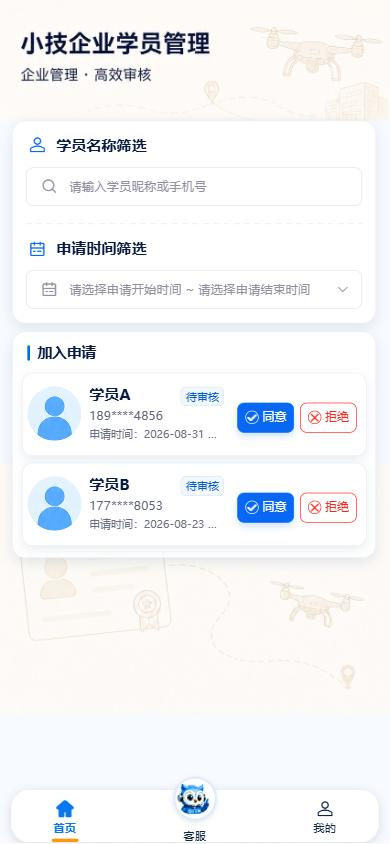 小技企业学员管理
企业管理 · 高效审核
学员名称筛选
请输入学员昵称或手机号
申请时间筛选
请选择申请开始时间 ~ 请选择申请结束时间
加入申请
学员A
待审核
189****4856
申请时间：2026-08-31 ...
同意
拒绝
学员B
待审核
177****8053
申请时间：2026-08-23 ...
同意
拒绝
首页
客服
我的